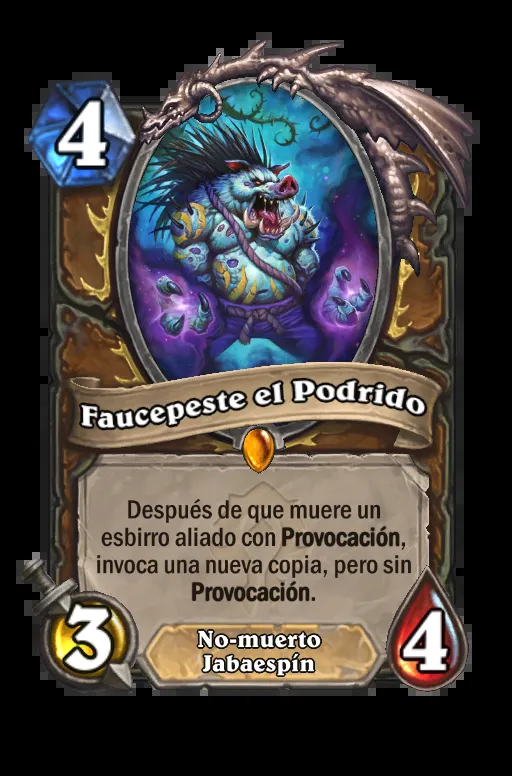 4
Faucepeste el Podrido
Después de que muere un
esbirro aliado con Provocación,
invoca una nueva copia, pero sin
Provocación.
3
No-muerto
Jabaespín
4